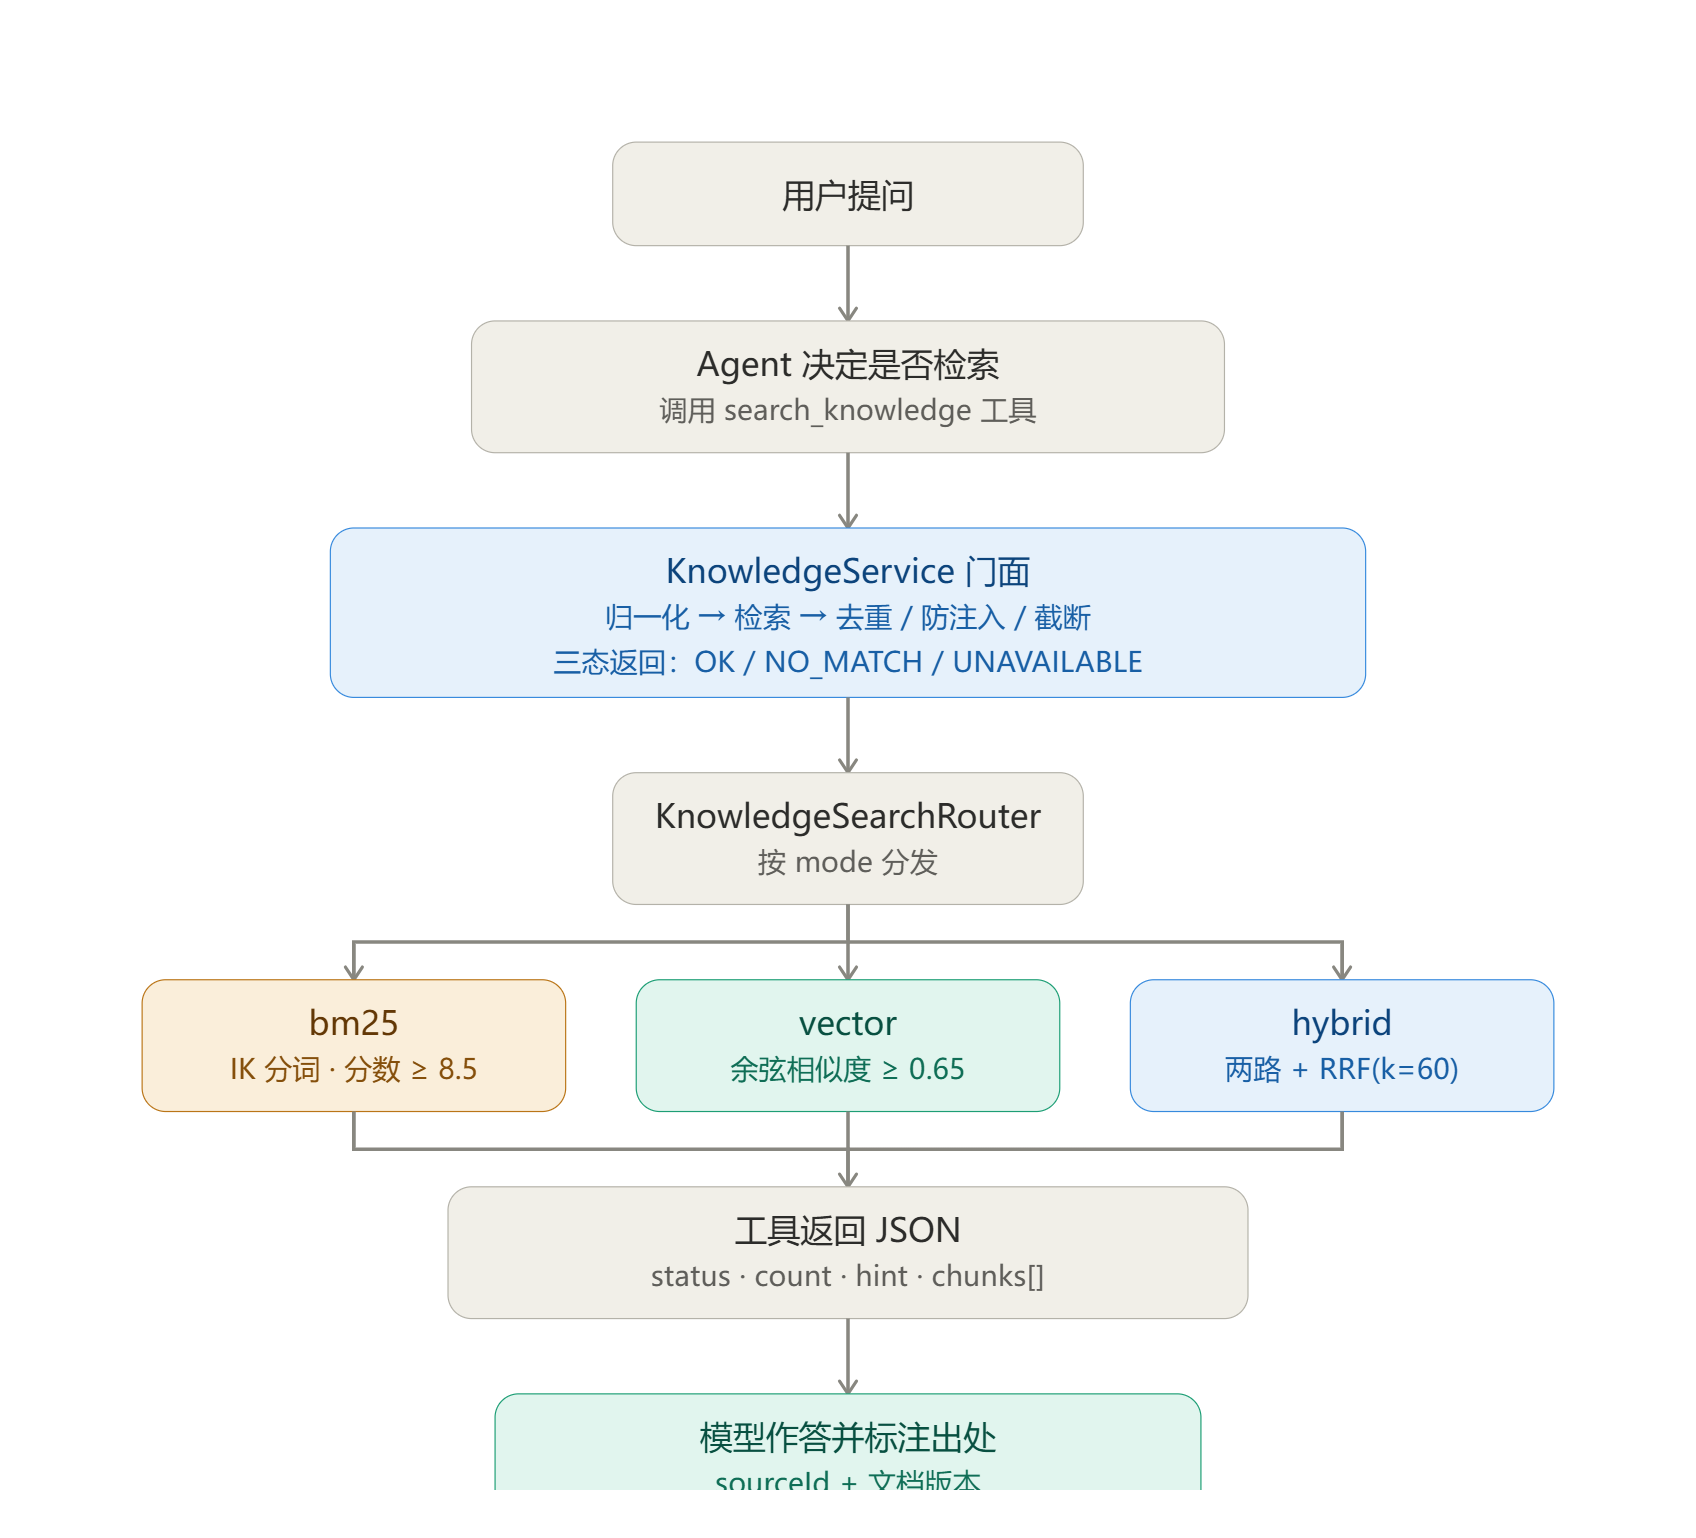 用户提问
Agent 决定是否检索
调用 search_knowledge 工具
KnowledgeService 门面
归一化 → 检索 → 去重 / 防注入 / 截断
三态返回：OK / NO_MATCH / UNAVAILABLE
KnowledgeSearchRouter
按 mode 分发
bm25
IK 分词 · 分数 ≥ 8.5
vector
余弦相似度 ≥ 0.65
hybrid
两路 + RRF(k=60)
工具返回 JSON
status · count · hint · chunks[]
模型作答并标注出处
sourceId + 文档版本